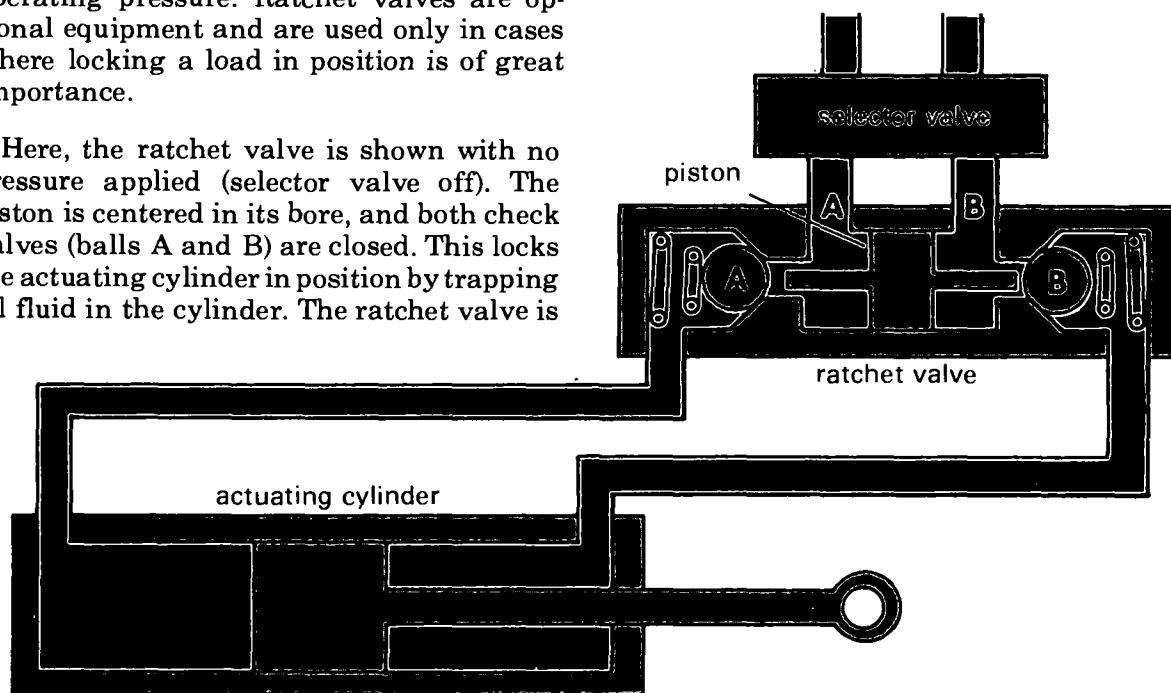 perating pressure. Ratchet valves are op-
onal equipment and are used only in cases
here locking a load in position is of great
mportance.
Here, the ratchet valve is shown with no
ressure applied (selector valve off). The
ston is centered in its bore, and both check
alves (balls A and B) are closed. This locks
e actuating cylinder in position by trapping
l fluid in the cylinder. The ratchet valve is
selector valve
piston
A
B
A
B
ratchet valve
actuating cylinder